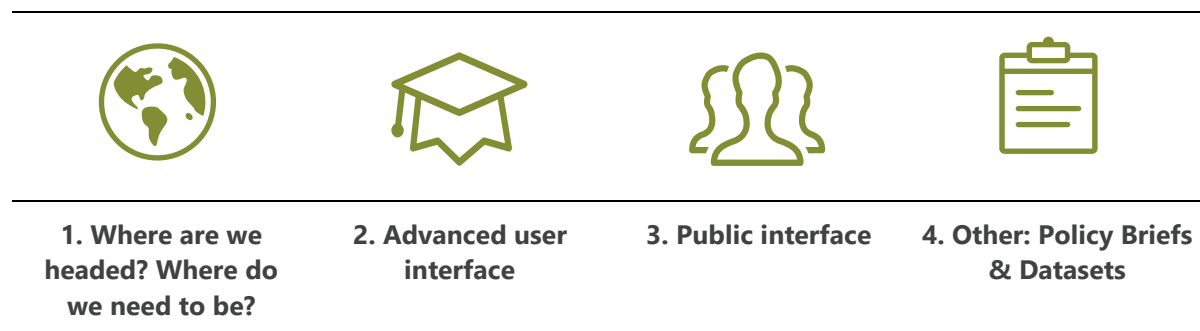 1. Where are we
headed? Where do
we need to be?
2. Advanced user
interface
3. Public interface
4. Other: Policy Briefs
& Datasets